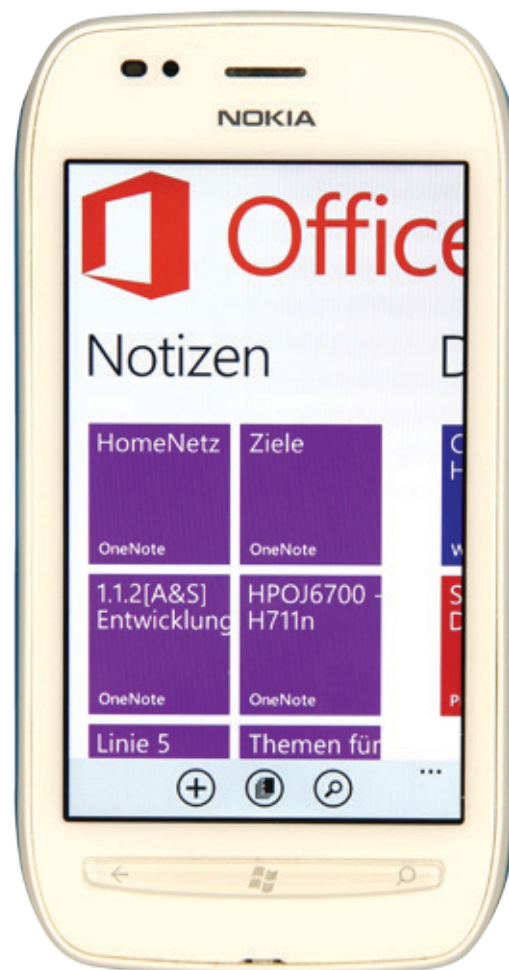 NOKIA
Office
Notizen D
HomeNetz
OneNote
Ziele
OneNote
C
H
W
1.1.2[A&S]
Entwicklung
OneNote
HPOJ6700 -
H711n
OneNote
S
D
P
Linie 5
Themen für